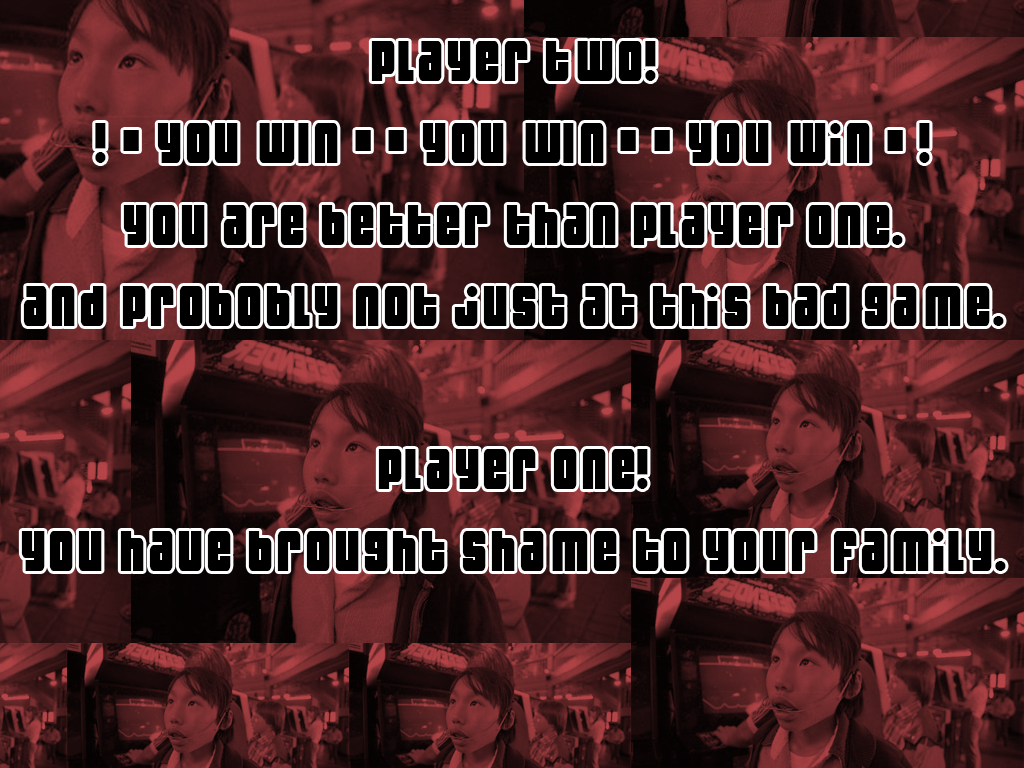 player two!
! - you win - - you win - - you win - !
you are better than player one.
and probobly not just at this bad game.
player one!
you have brought shame to your family.